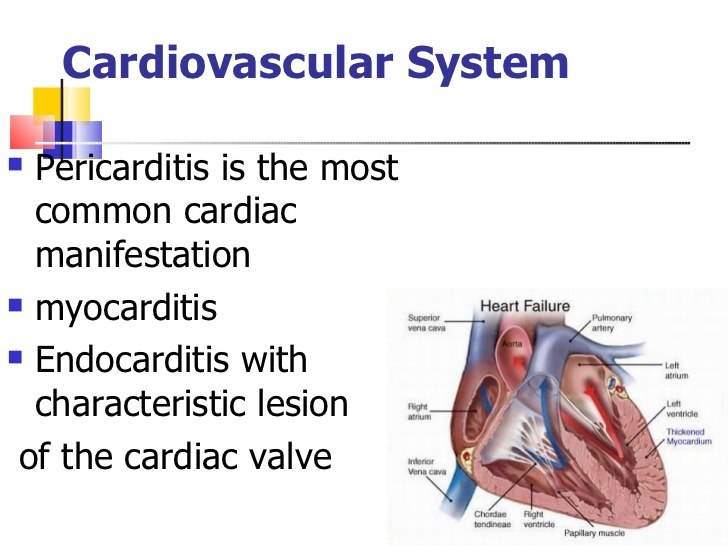 Cardiovascular System
Pericarditis is the most
common cardiac
manifestation
myocarditis
Endocarditis with
characteristic lesion
of the cardiac valve
Heart Failure
Superior
vena cava
Aorta
Pulmonary
artery
Left
atrium
Left
ventricle
Thickened
Myocardium
Right
atrium
Inferior
Vena cava
Chordae
tendineae
Right
ventricle
Papillary muscle